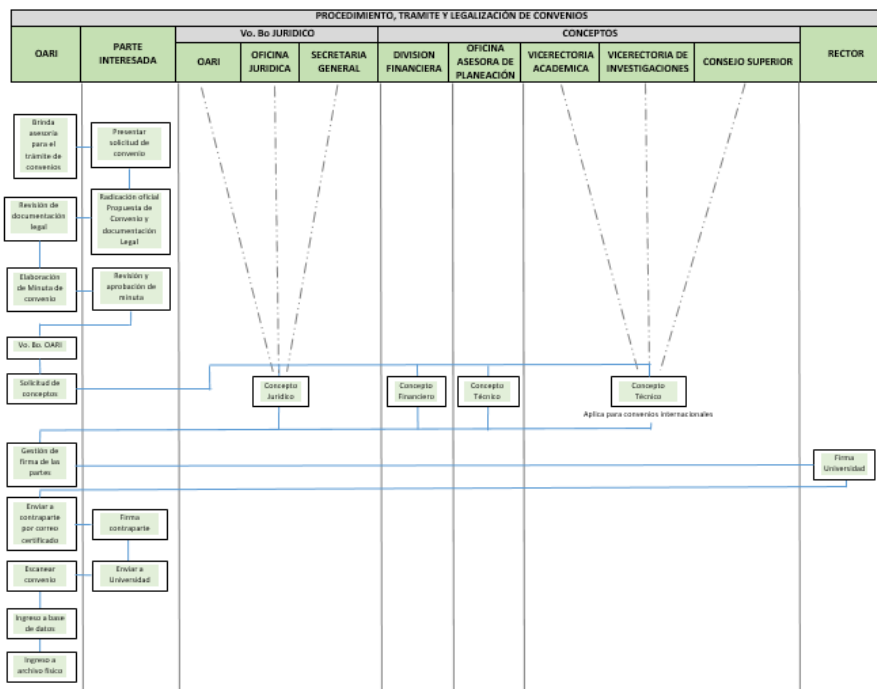 PROCEDIMIENTO, TRAMITE Y LEGALIZACIÓN DE CONVENIOS
OARI
PARTE
INTERESADA
Vo. Bo JURIDICO
CONCEPTOS
RECTOR
OARI
OFICINA
JURIDICA
SECRETARIA
GENERAL
DIVISION
FINANCIERA
OFICINA
ASESORA DE
PLANEACIÓN
VICERECTORIA
ACADEMICA
VICERECTORIA DE
INVESTIGACIONES
CONSEJO SUPERIOR
Brinda
asesoría
para el
trámite de
convenios
Presentar
solicitud de
convenio
Revisión de
documentación
legal
Radicación oficial
Propuesta de
Convenio y
documentación
Legal
Elaboración
de Minuta de
convenio
Revisión y
aprobación de
minuta
Vo. Bo. OARI
Solicitud de
conceptos
Concepto
Jurídico
Concepto
Financiero
Concepto
Técnico
Concepto
Técnico
Aplica para convenios internacionales
Gestión de
firma de las
partes
Firma
Universidad
Enviar a
contraparte
por correo
certificado
Firma
contraparte
Escanear
convenio
Enviar a
Universidad
Ingreso a base
de datos
Ingreso a
archivo físico